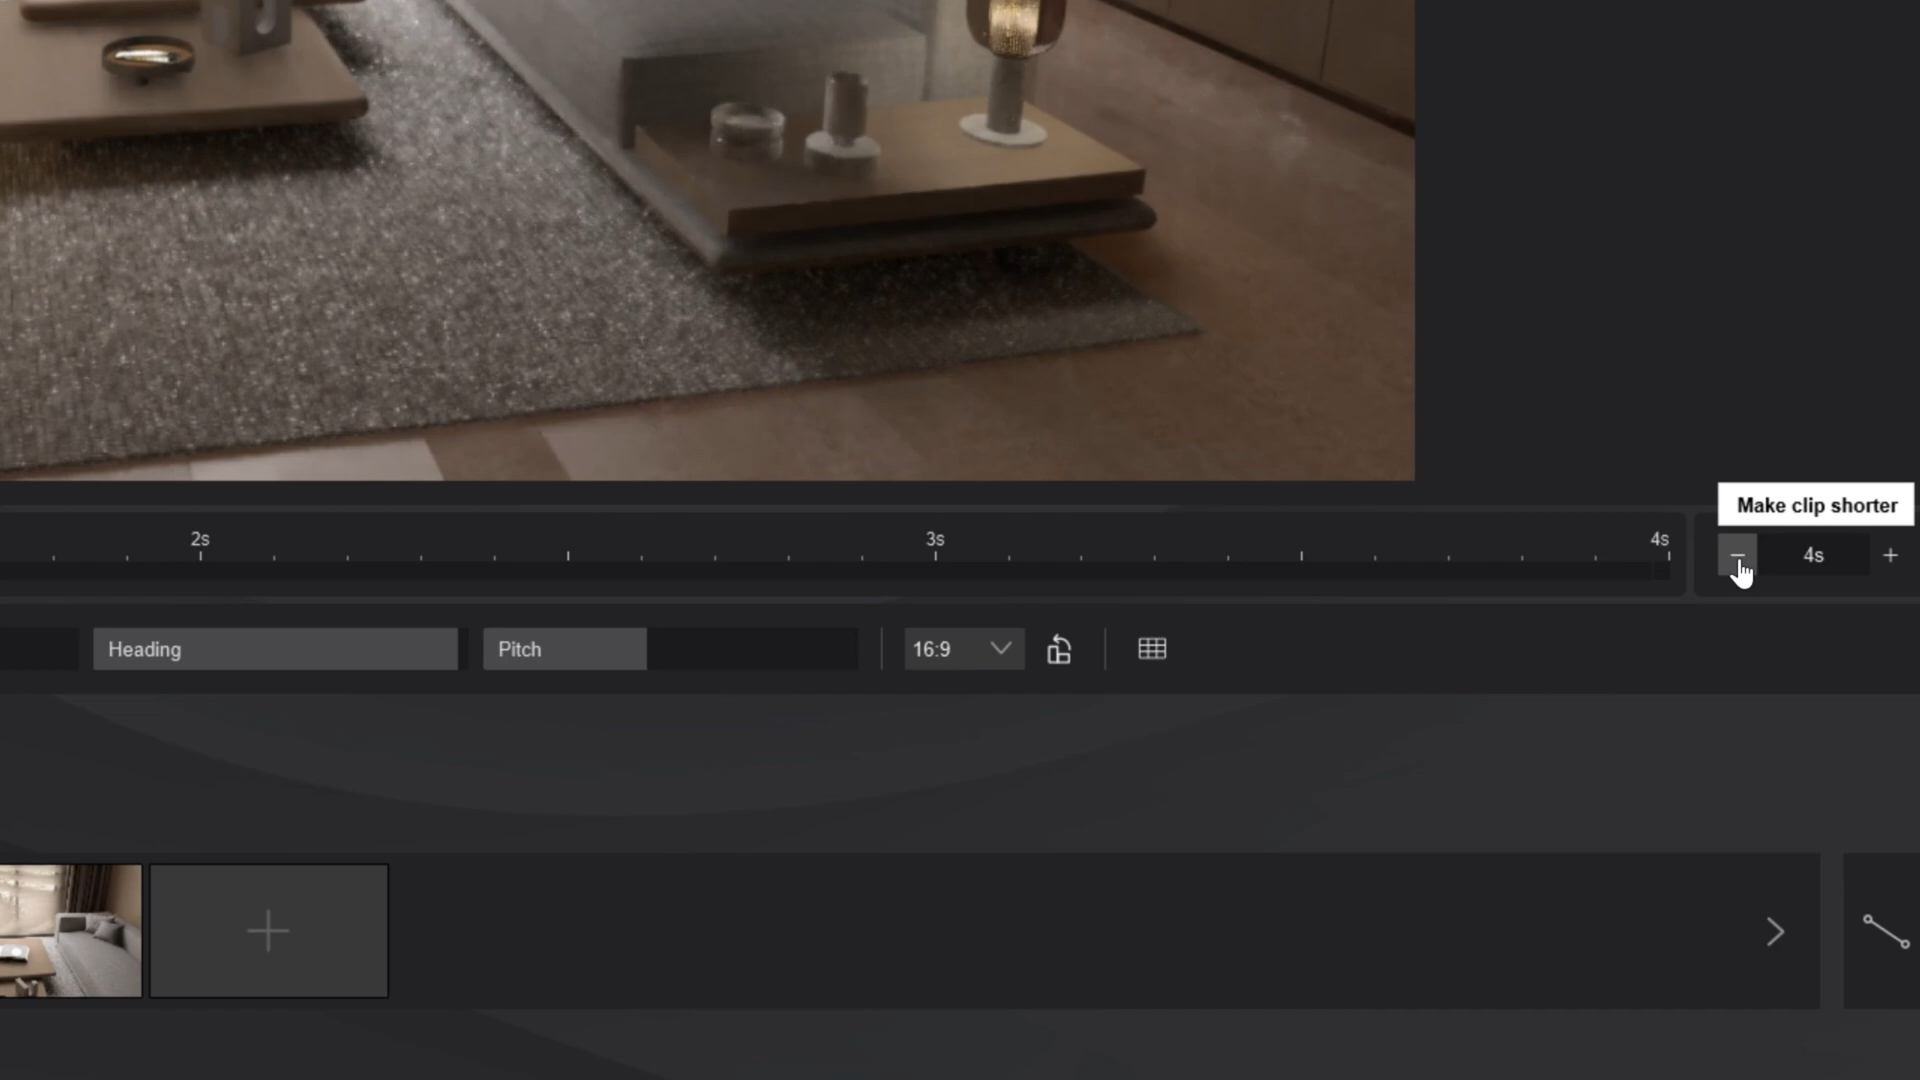 Make clip shorter
2s
3s
4s
− 4s +
Heading
Pitch
16:9